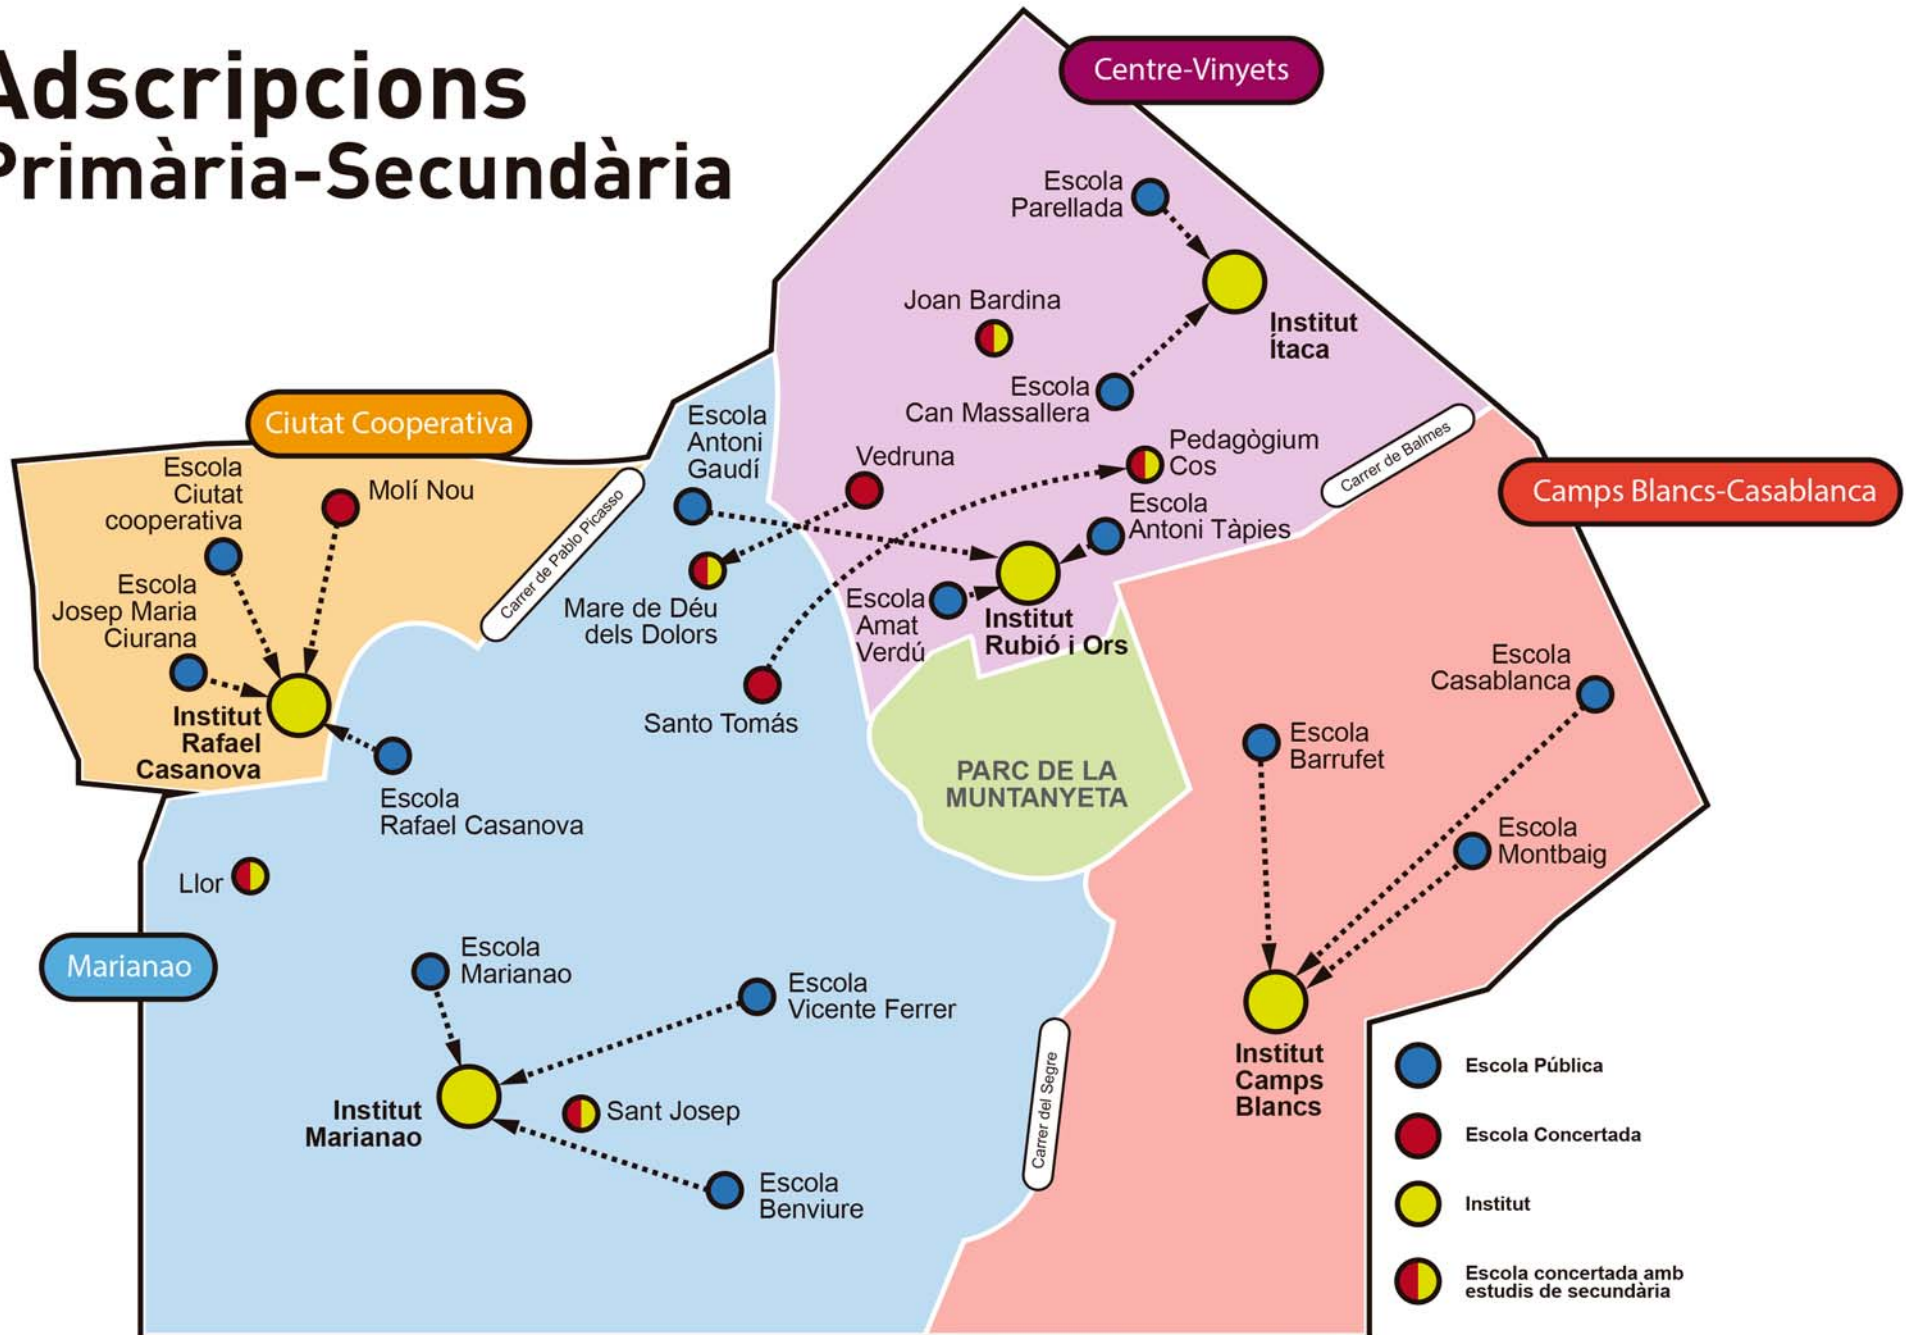 Adscripcions
Primària-Secundària
Centre-Vinyets
Escola
Parellada
Institut
Ítaca
Joan Bardina
Escola
Can Massallera
Ciutat Cooperativa
Escola
Antoni
Gaudí
Vedruna
Pedagògium
Cos
Carrer de Balmes
Camps Blancs-Casablanca
Escola
Ciutat
cooperativa
Molí Nou
Carrer de Pablo Picasso
Escola
Antoni Tàpies
Escola
Josep Maria
Ciurana
Mare de Déu
dels Dolors
Escola
Amat
Verdú
Institut
Rubió i Ors
Escola
Casablanca
Institut
Rafael
Casanova
Santo Tomás
Escola
Barrufet
PARC DE LA
MUNTANYETA
Escola
Rafael Casanova
Escola
Montbaig
Llor
Marianao
Escola
Marianao
Escola
Vicente Ferrer
Institut
Camps
Blancs
Institut
Marianao
Sant Josep
Carrer del Segre
Escola
Benviure
Escola Pública
Escola Concertada
Institut
Escola concertada amb
estudis de secundària